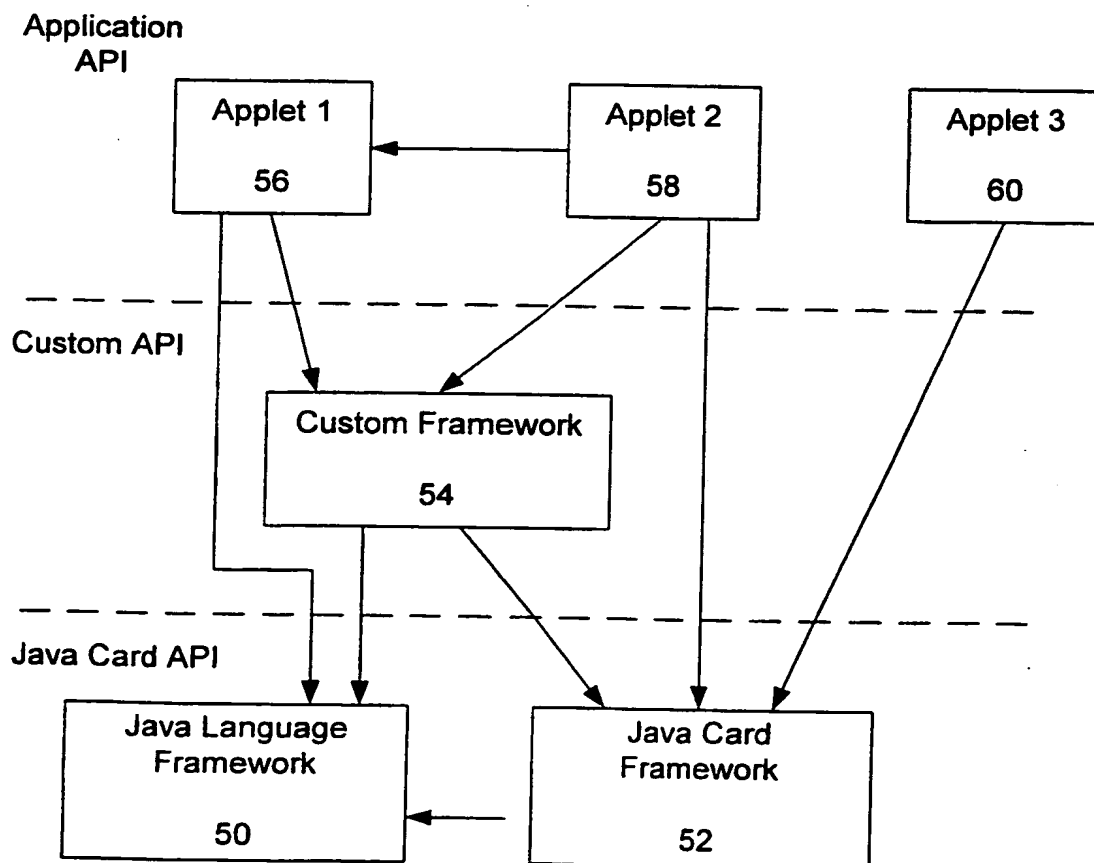 Application
API
Applet 1
56
Applet 2
58
Applet 3
60
Custom API
Custom Framework
54
Java Card API
Java Language
Framework
50
Java Card
Framework
52